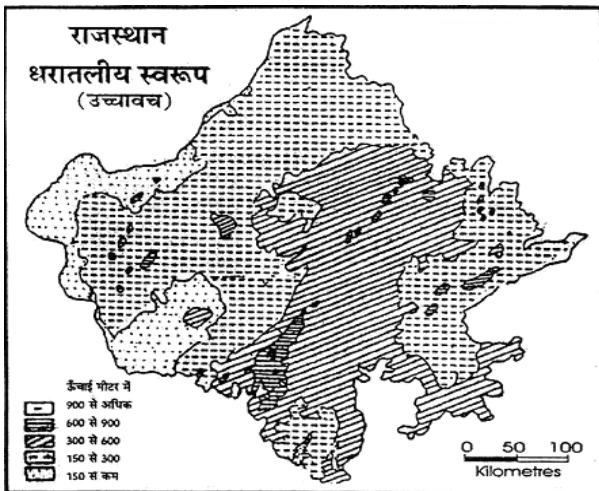 राजस्थान
धरातलीय स्वरूप
(उच्चावच)
ऊँचाई मीटर में
900 से अधिक
600 से 900
300 से 600
150 से 300
150 से कम
0 50 100
Kilometres